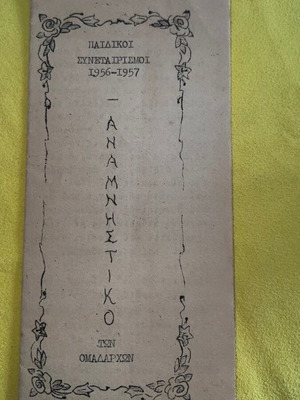 ΠΑΙΔΙΚΟΙ
ΣΥΝΕΤΑΙΡΙΣΜΟΙ
1956-1957
—
ΑΝΑΜΝΗΣΤΙΚΟ
ΤΩΝ
ΟΜΑΔΑΡΧΩΝ